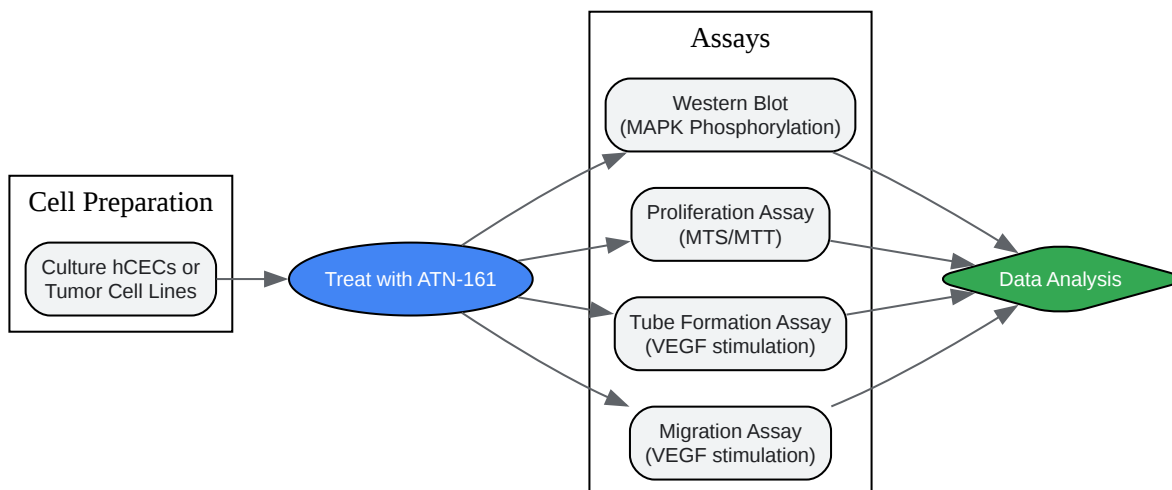 Cell Preparation
Culture hCECs or
Tumor Cell Lines
Treat with ATN-161
Assays
Western Blot
(MAPK Phosphorylation)
Proliferation Assay
(MTS/MTT)
Tube Formation Assay
(VEGF stimulation)
Migration Assay
(VEGF stimulation)
Data Analysis